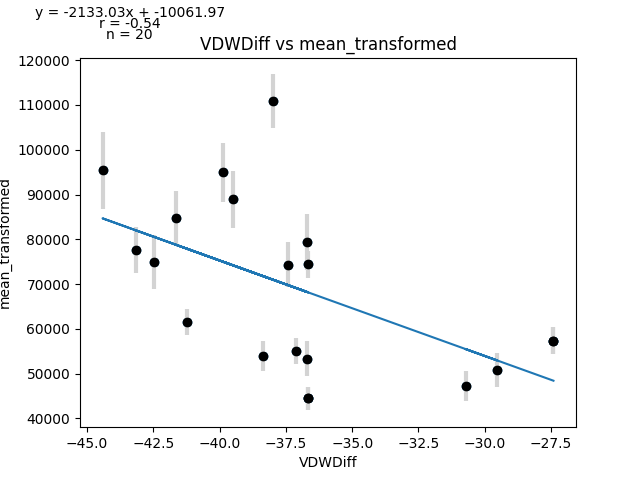 y = -2133.03x + -10061.97
r = -0.54
n = 20
VDWDiff vs mean_transformed
120000
110000
100000
90000
80000
70000
60000
50000
40000
mean_transformed
−45.0 −42.5 −40.0 −37.5 −35.0 −32.5 −30.0 −27.5
VDWDiff